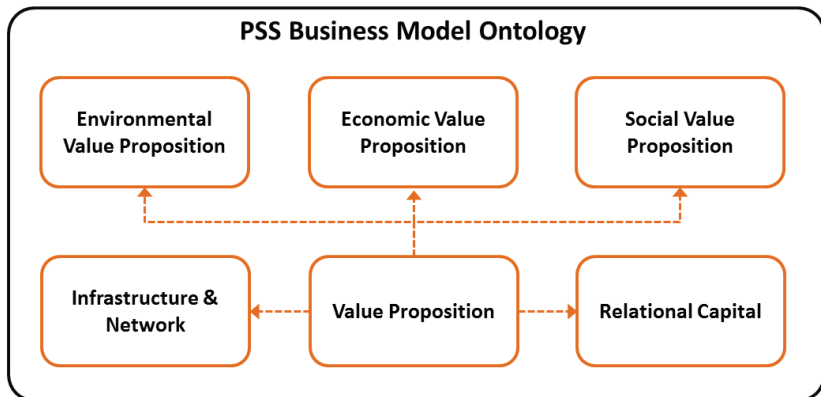 PSS Business Model Ontology
Environmental
Value Proposition
Economic Value
Proposition
Social Value
Proposition
Infrastructure &
Network
Value Proposition
Relational Capital